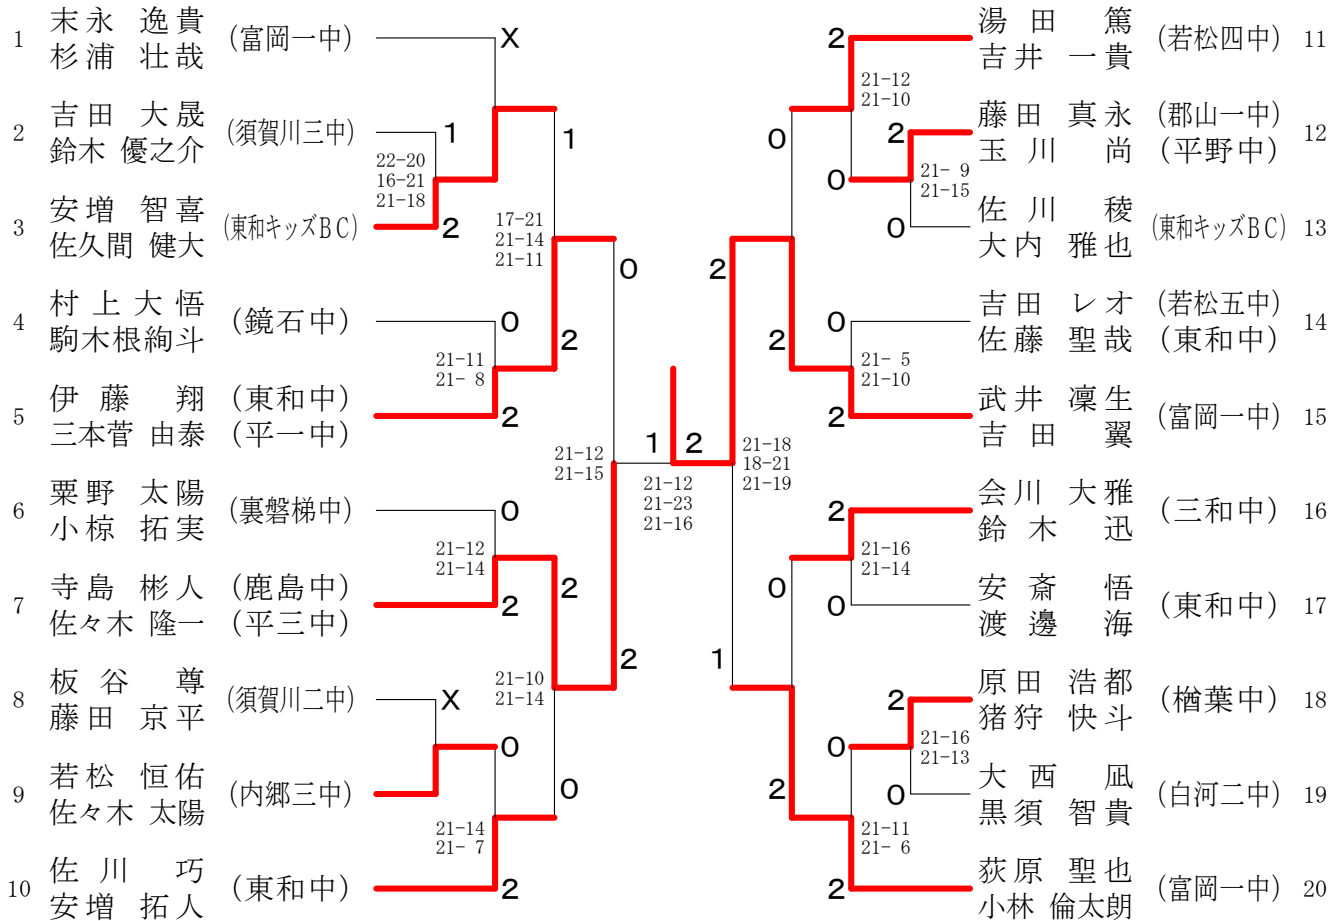 1 末永 逸貴 (富岡一中)
杉浦 壮哉
X
2 吉田 大晟 (須賀川三中)
鈴木 優之介
1
22-20
16-21
21-18
3 安増 智喜 (東和キッズBC)
佐久間 健大
2
1
17-21
21-14
21-11
4 村上大悟 (鏡石中)
駒木根絢斗
0
21-11
21- 8
2
5 伊藤 翔 (東和中)
三本菅 由泰 (平一中)
2
0
21-12
21-15
6 粟野 太陽 (裏磐梯中)
小椋 拓実
0
21-12
21-14
7 寺島 彬人 (鹿島中)
佐々木 隆一 (平三中)
2
2
2
21-10
21-14
8 板谷 尊 (須賀川二中)
藤田 京平
X
0
9 若松 恒佑 (内郷三中)
佐々木 太陽
0
21-14
21- 7
10 佐川 巧 (東和中)
安増 拓人
2
1 2
21-12
21-23
21-16
2 湯田 篤 (若松四中) 11
吉井 一貴
21-12
21-10
0
2 藤田 真永 (郡山一中) 12
玉川 尚 (平野中)
0
21- 9
21-15
0 佐川 稜 (東和キッズBC) 13
大内 雅也
2
0 吉田 レオ (若松五中) 14
佐藤 聖哉 (東和中)
2
21- 5
21-10
2 武井 凜生 (富岡一中) 15
吉田 翼
21-18
18-21
21-19
2 会川 大雅 (三和中) 16
鈴木 迅
21-16
21-14
0
0 安斎 悟 (東和中) 17
渡邊 海
1
2 原田 浩都 (楢葉中) 18
猪狩 快斗
0
21-16
21-13
0 大西 凪 (白河二中) 19
黒須 智貴
2
21-11
21- 6
2 荻原 聖也 (富岡一中) 20
小林 倫太朗